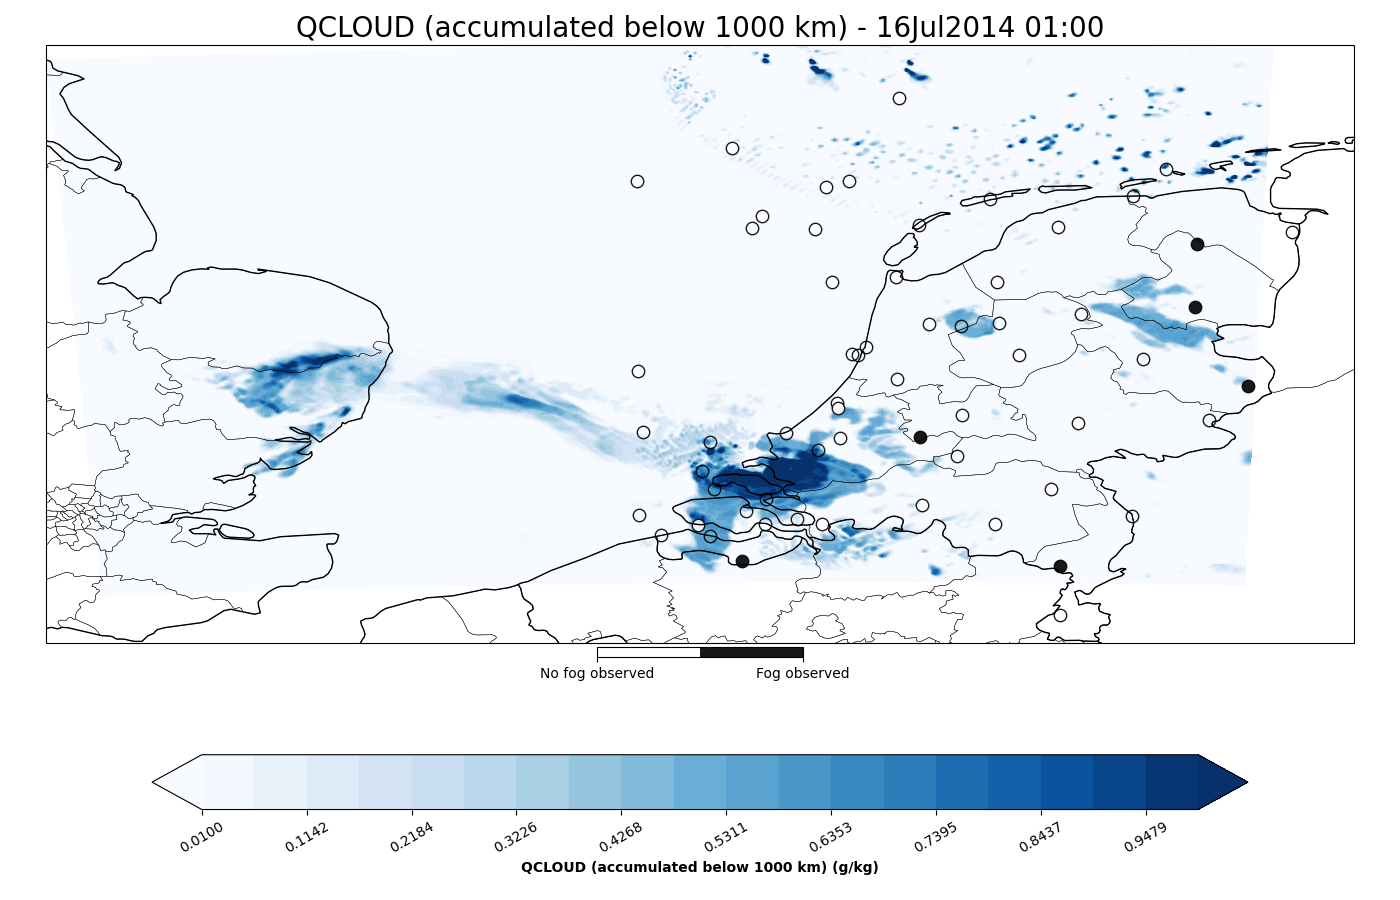 QCLOUD (accumulated below 1000 km) - 16Jul2014 01:00
No fog observed
Fog observed
0.0100
0.1142
0.2184
0.3226
0.4268
0.5311
0.6353
0.7395
0.8437
0.9479
QCLOUD (accumulated below 1000 km) (g/kg)